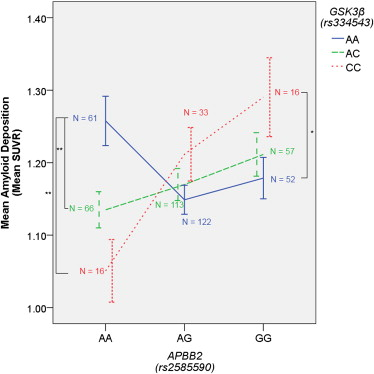 1.40
1.30
1.20
1.10
1.00
Mean Amyloid Deposition
(Mean SUVR)
GSK3β
(rs334543)
AA
AC
CC
N = 61
N = 66
N = 16
N = 33
N = 113
N = 122
N = 16
N = 57
N = 52
**
**
*
AA
AG
GG
APBB2
(rs2585590)